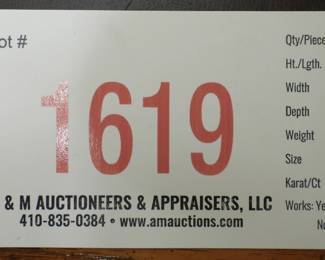 ot #
1619
& M AUCTIONEERS & APPRAISERS, LLC
410-835-0384 • www.amauctions.com
Qty/Piece
Ht./Lgth.
Width
Depth
Weight
Size
Karat/Ct
Works: Ye
No